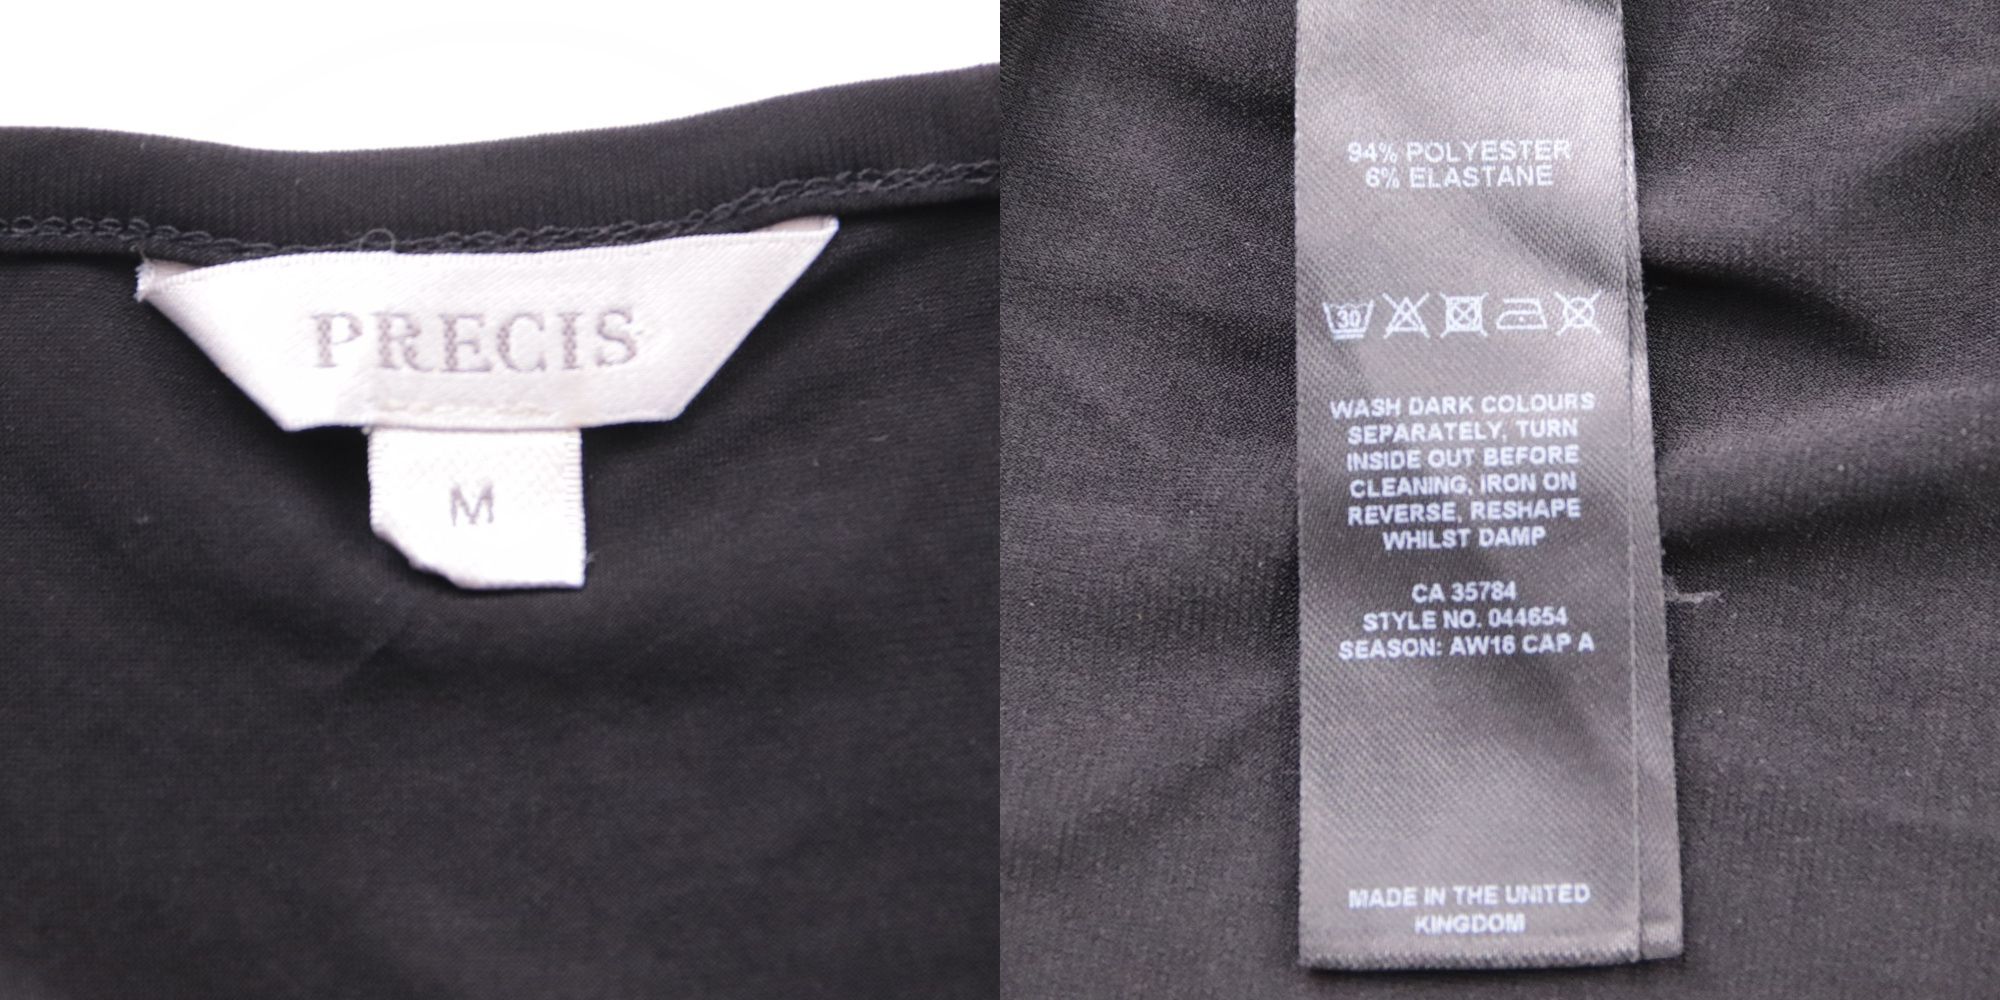 PRECIS
M
94% POLYESTER
6% ELASTANE
30
WASH DARK COLOURS
SEPARATELY, TURN
INSIDE OUT BEFORE
CLEANING, IRON ON
REVERSE, RESHAPE
WHILST DAMP
CA 35784
STYLE NO. 044654
SEASON: AW16 CAP A
MADE IN THE UNITED
KINGDOM